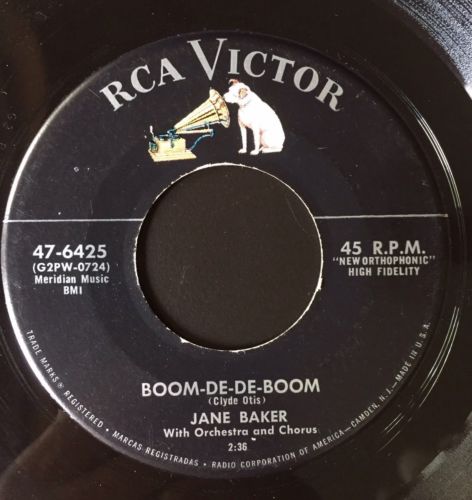 RCA VICTOR
47-6425
(G2PW-0724)
Meridian Music
BMI
45 R.P.M.
"NEW ORTHOPHONIC"
HIGH FIDELITY
BOOM-DE-DE-BOOM
(Clyde Otis)
JANE BAKER
With Orchestra and Chorus
2:36
TRADE MARKS ® REGISTERED • MARCAS REGISTRADAS • RADIO CORPORATION OF AMERICA—CAMDEN, N.J.—MADE IN U.S.A.